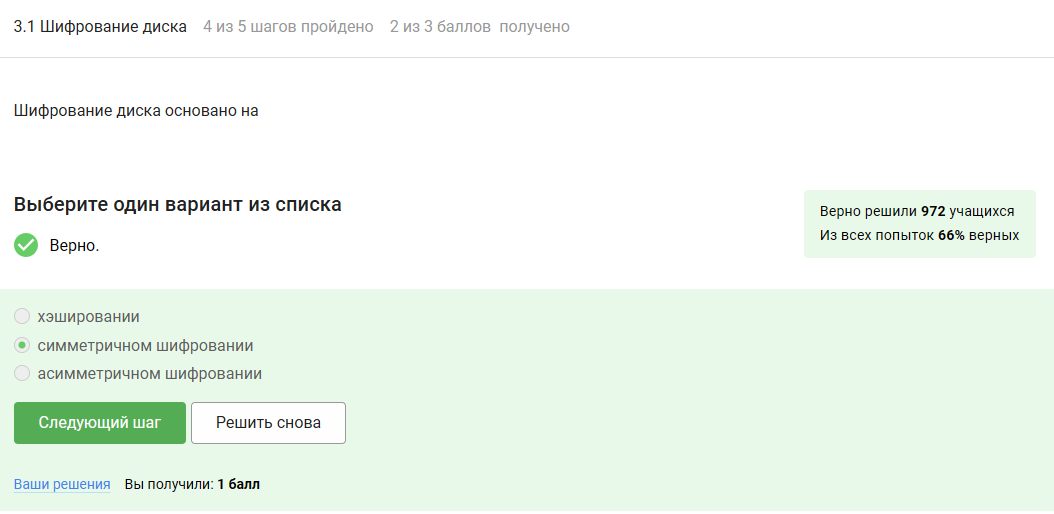 3.1 Шифрование диска 4 из 5 шагов пройдено 2 из 3 баллов получено
Шифрование диска основано на
Выберите один вариант из списка
Верно.
Верно решили 972 учащихся
Из всех попыток 66% верных
хэшировании
симметричном шифровании
асимметричном шифровании
Следующий шаг Решить снова
Ваши решения Вы получили: 1 балл